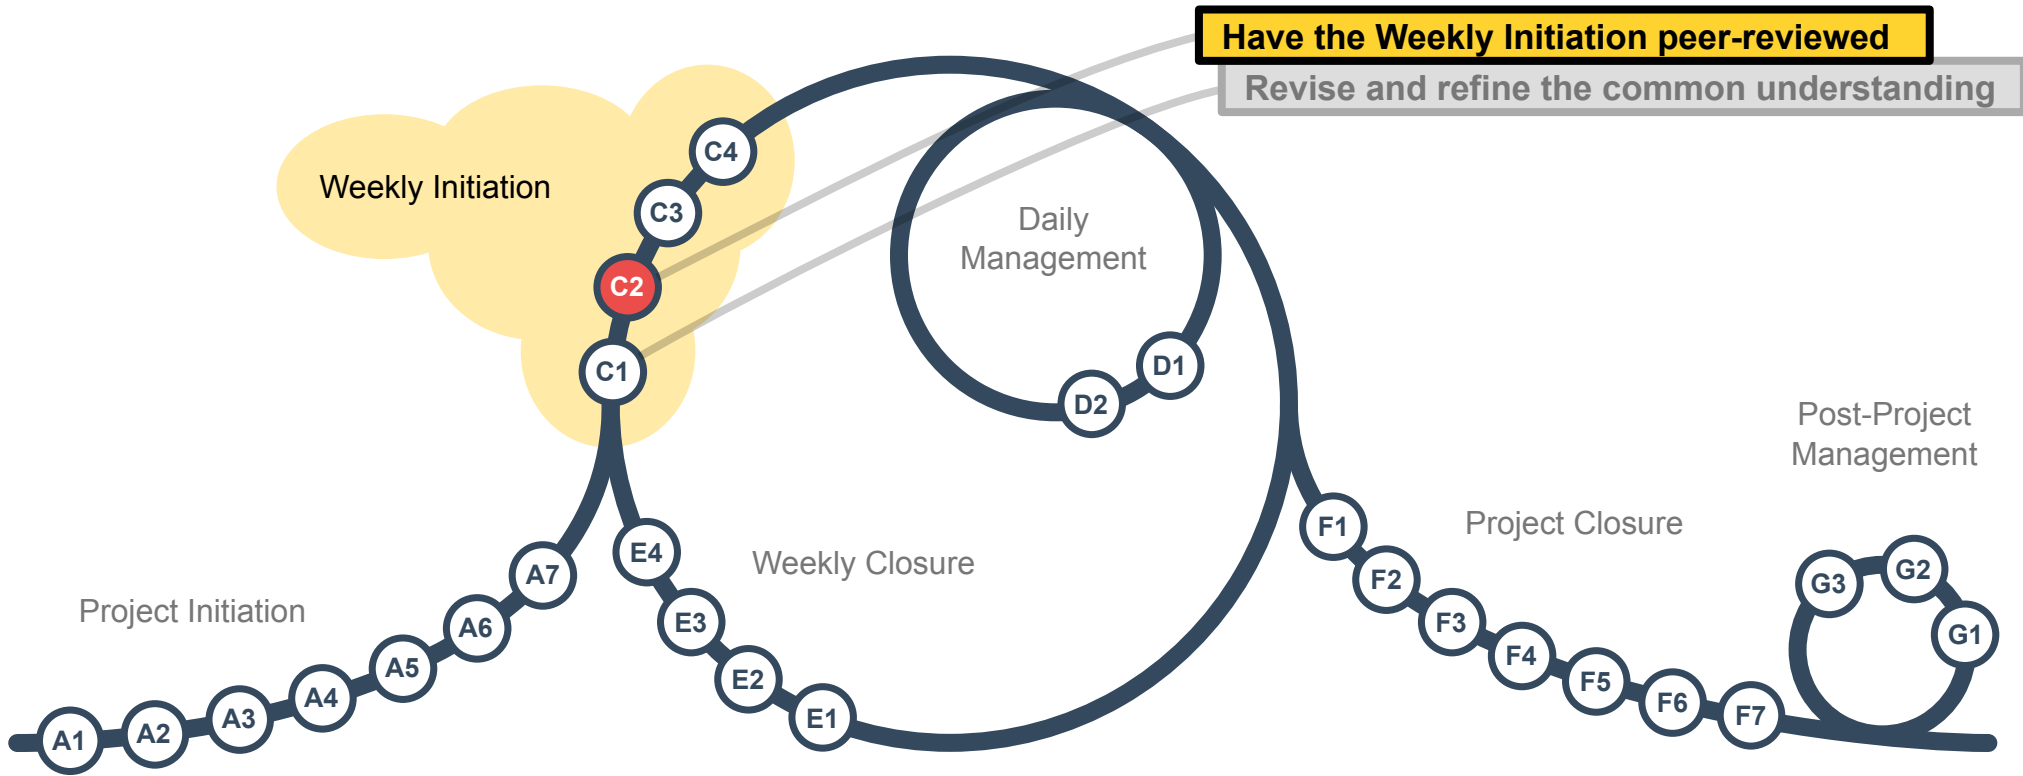 Have the Weekly Initiation peer-reviewed
Revise and refine the common understanding
Weekly Initiation
C4
C3
C2
C1
Daily
Management
D1
D2
Post-Project
Management
Project Closure
Weekly Closure
Project Initiation
A1
A2
A3
A4
A5
A6
A7
E4
E3
E2
E1
F1
F2
F3
F4
F5
F6
F7
G3
G2
G1